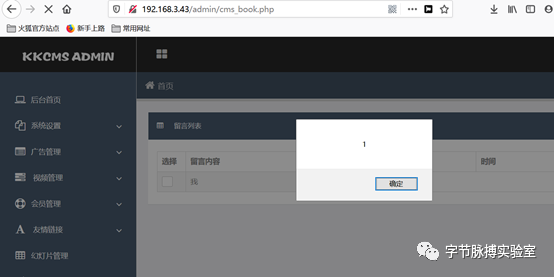 192.168.3.43/admin/cms_book.php
火狐官方站点 新手上路 常用网址
KKCMS ADMIN
首页
后台首页
系统设置
广告管理
视频管理
会员管理
友情链接
幻灯片管理
留言列表
选择 留言内容 时间
我
1
确定
字节脉搏实验室